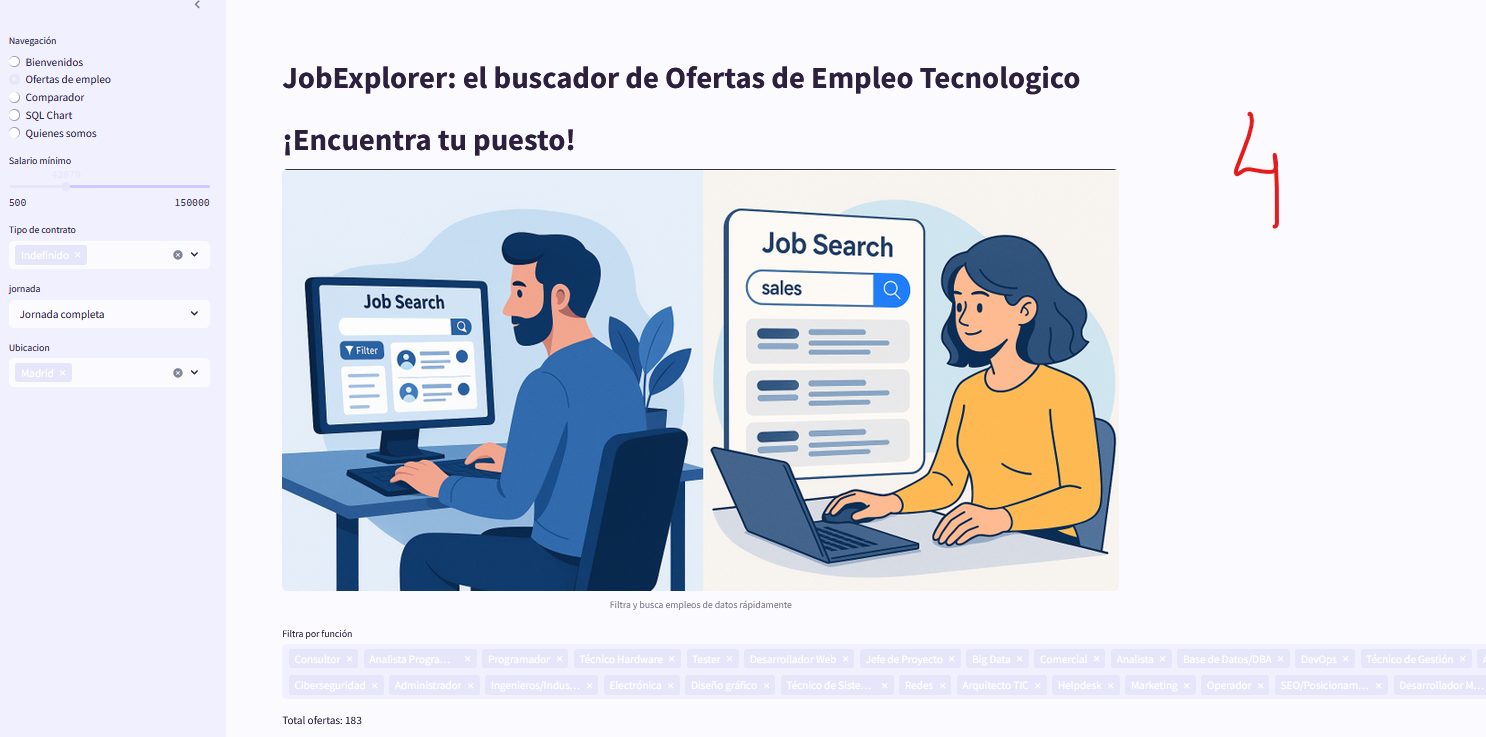 Navegación
Bienvenidos
Ofertas de empleo
Comparador
SQL Chart
Quienes somos
Salario mínimo
500 150000
Tipo de contrato
Indefinido ×
jornada
Jornada completa
Ubicacion
Madrid ×
JobExplorer: el buscador de Ofertas de Empleo Tecnologico
¡Encuentra tu puesto!
4
Job Search
Filter
Job Search
sales
Filtra y busca empleos de datos rápidamente
Filtra por función
Consultor × Analista Progra... × Programador × Técnico Hardware × Tester × Desarrollador Web × Jefe de Proyecto × Big Data × Comercial × Analista × Base de Datos/DBA × DevOps × Técnico de Gestión ×
Ciberseguridad × Administrador × Ingenieros/Indus... × Electrónica × Diseño gráfico × Técnico de Siste... × Redes × Arquitecto TIC × Helpdesk × Marketing × Operador × SEO/Posicionam... × Desarrollador M...
Total ofertas: 183